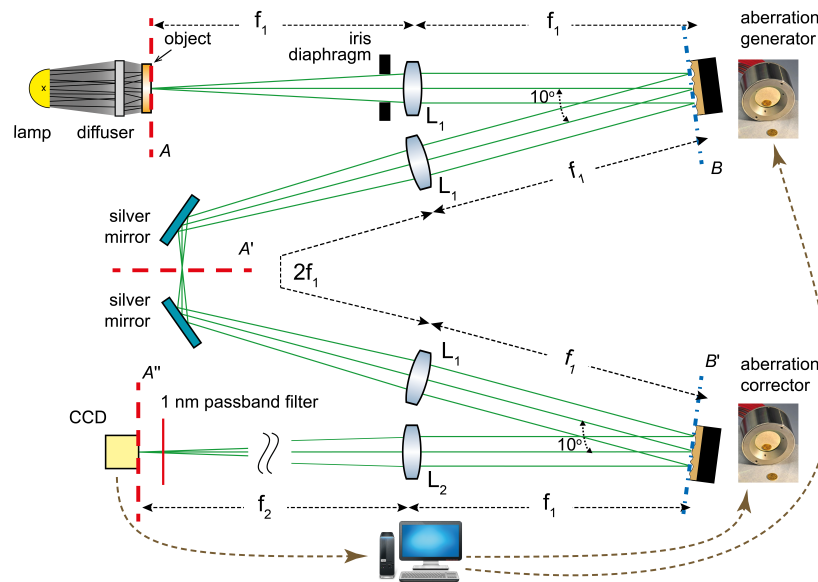 f₁
f₁
object
iris
diaphragm
aberration
generator
x
lamp
diffuser
A
L₁
10°
L₁
f₁
B
silver
mirror
A'
2f₁
silver
mirror
L₁
f₁
B'
aberration
corrector
A"
CCD
1 nm passband filter
10°
L₂
f₂
f₁